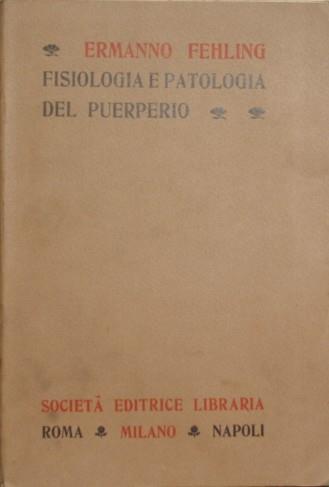 ERMANNO FEHLING
FISIOLOGIA E PATOLOGIA
DEL PUERPERIO
SOCIETÀ EDITRICE LIBRARIA
ROMA MILANO NAPOLI